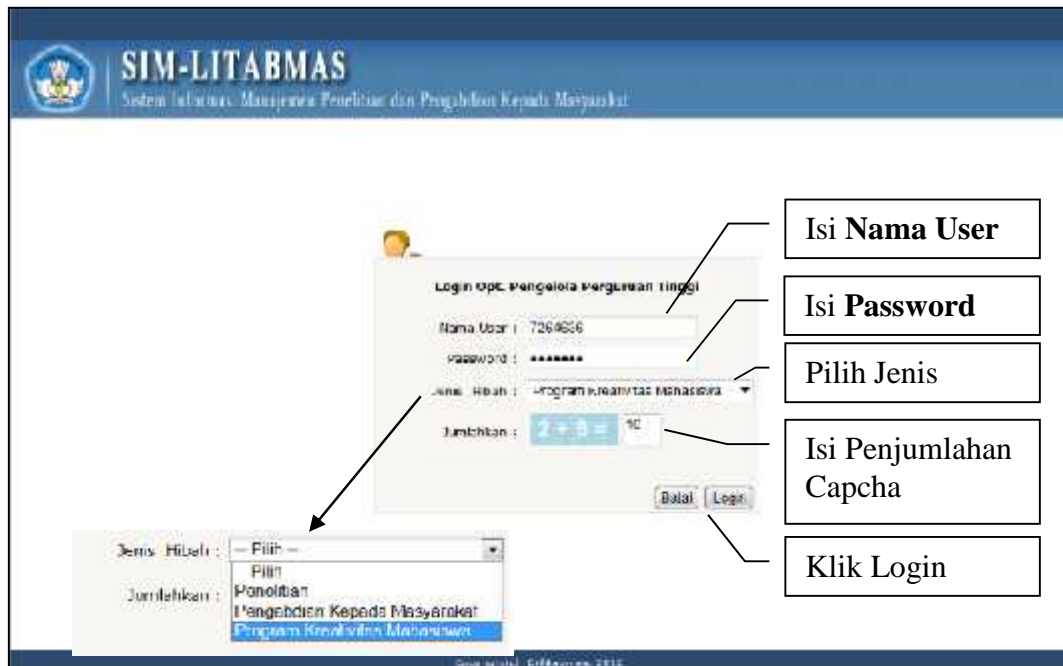 SIM-LITABMAS
Sistem Informasi Manajemen Penelitian dan Pengabdian Kepada Masyarakat
Isi Nama User
Login Opt. Pengelola Perguruan Tinggi
Nama User :
Isi Password
Password : •••••••
Pilih Jenis
Jenis Hibah : Program Kreativitas Mahasiswa
Jumlahkan : 2 + 8 = 10
Isi Penjumlahan
Capcha
Batal Login
Klik Login
Jenis Hibah : -- Pilih --
Pilih
Jumlahkan :
Penelitian
Pengabdian Kepada Masyarakat
Program Kreativitas Mahasiswa